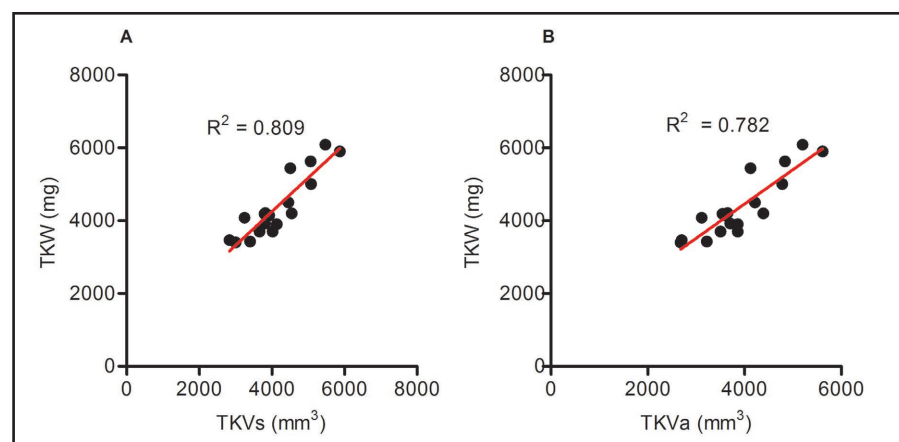 A
8000
6000
4000
2000
0
TKW (mg)
R² = 0.809
0 2000 4000 6000 8000
TKVs (mm³)
B
8000
6000
4000
2000
0
TKW (mg)
R² = 0.782
0 2000 4000 6000
TKVa (mm³)